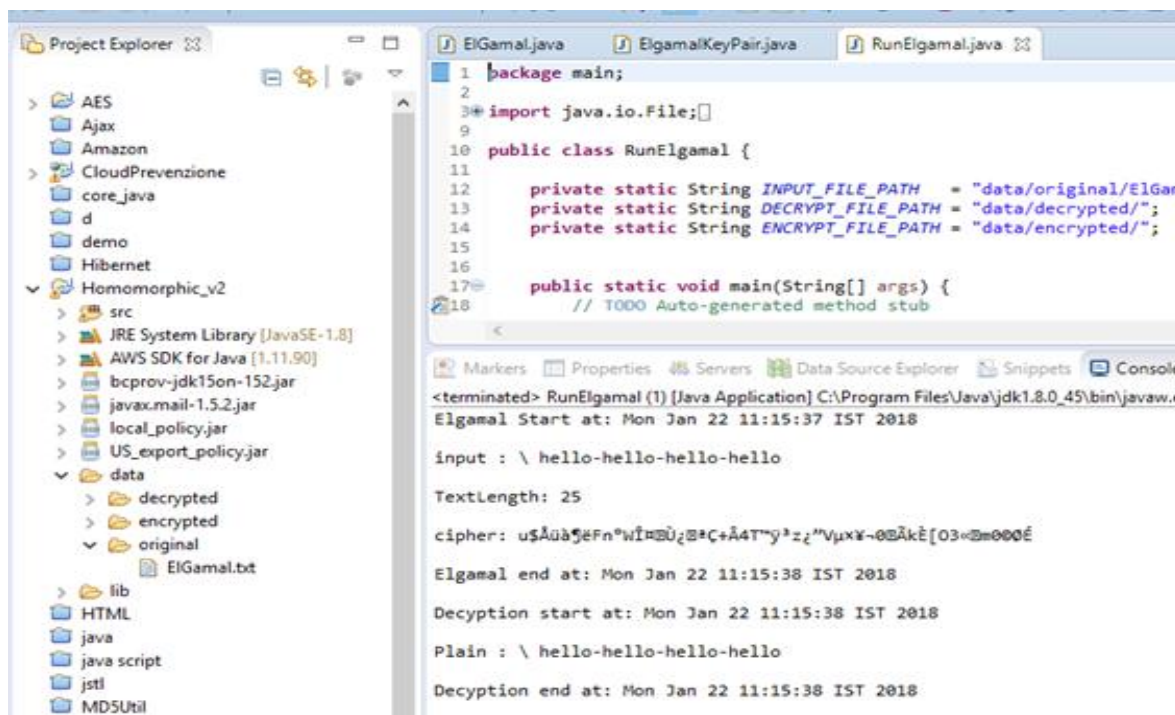 Project Explorer
AES
Ajax
Amazon
CloudPrevenzione
core_java
d
demo
Hibernet
Homomorphic_v2
src
JRE System Library [JavaSE-1.8]
AWS SDK for Java [1.11.90]
bcprov-jdk15on-152.jar
javax.mail-1.5.2.jar
local_policy.jar
US_export_policy.jar
data
decrypted
encrypted
original
ElGamal.txt
lib
HTML
java
java script
jstl
MD5Util
ElGamal.java ElgamalKeyPair.java RunElgamal.java
1 package main;
2
3 import java.io.File;
9
10 public class RunElgamal {
11
12 private static String INPUT_FILE_PATH = "data/original/ElGam
13 private static String DECRYPT_FILE_PATH = "data/decrypted/";
14 private static String ENCRYPT_FILE_PATH = "data/encrypted/";
15
16
17 public static void main(String[] args) {
18 // TODO Auto-generated method stub
Markers Properties Servers Data Source Explorer Snippets Console
<terminated> RunElgamal (1) [Java Application] C:\Program Files\Java\jdk1.8.0_45\bin\javaw.e
Elgamal Start at: Mon Jan 22 11:15:37 IST 2018
input : \ hello-hello-hello-hello
TextLength: 25
cipher:
Elgamal end at: Mon Jan 22 11:15:38 IST 2018
Decyption start at: Mon Jan 22 11:15:38 IST 2018
Plain : \ hello-hello-hello-hello
Decyption end at: Mon Jan 22 11:15:38 IST 2018